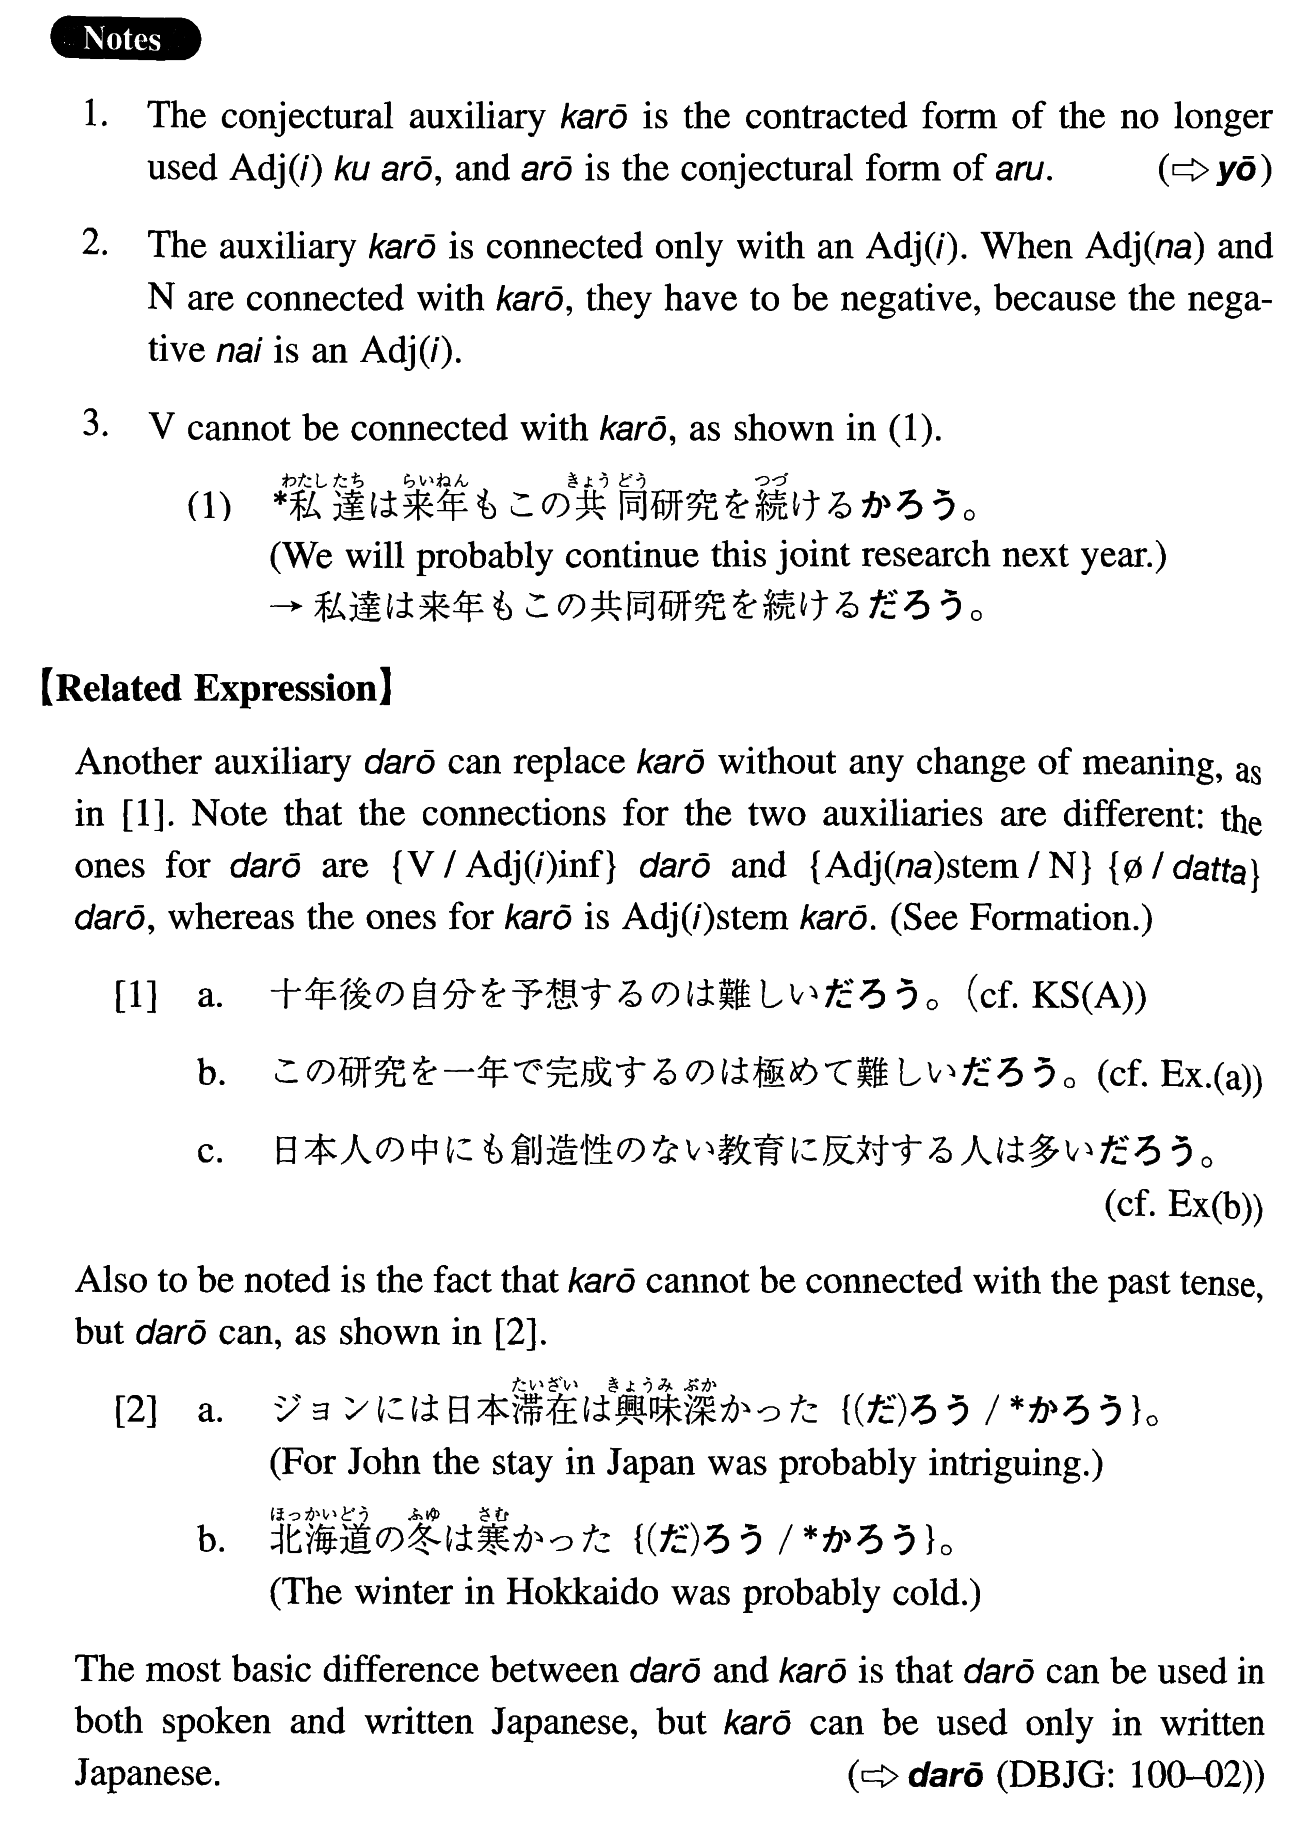 Notes
1. The conjectural auxiliary karō is the contracted form of the no longer
used Adj(i) ku arō, and arō is the conjectural form of aru. (⇨ yō)
2. The auxiliary karō is connected only with an Adj(i). When Adj(na) and
N are connected with karō, they have to be negative, because the nega-
tive nai is an Adj(i).
3. V cannot be connected with karō, as shown in (1).
わたしたち らいねん きょうどう つづ
(1) *私達は来年もこの共同研究を続けるかろう。
(We will probably continue this joint research next year.)
→ 私達は来年もこの共同研究を続けるだろう。
【Related Expression】
Another auxiliary darō can replace karō without any change of meaning, as
in [1]. Note that the connections for the two auxiliaries are different: the
ones for darō are {V / Adj(i)inf} darō and {Adj(na)stem / N} {ø / datta}
darō, whereas the ones for karō is Adj(i)stem karō. (See Formation.)
[1] a. 十年後の自分を予想するのは難しいだろう。(cf. KS(A))
b. この研究を一年で完成するのは極めて難しいだろう。(cf. Ex.(a))
c. 日本人の中にも創造性のない教育に反対する人は多いだろう。
(cf. Ex(b))
Also to be noted is the fact that karō cannot be connected with the past tense,
but darō can, as shown in [2].
たいざい きょうみ ぶか
[2] a. ジョンには日本滞在は興味深かった {(だ)ろう / *かろう}。
(For John the stay in Japan was probably intriguing.)
ほっかいどう ふゆ さむ
b. 北海道の冬は寒かった {(だ)ろう / *かろう}。
(The winter in Hokkaido was probably cold.)
The most basic difference between darō and karō is that darō can be used in
both spoken and written Japanese, but karō can be used only in written
Japanese. (⇨ darō (DBJG: 100–02))